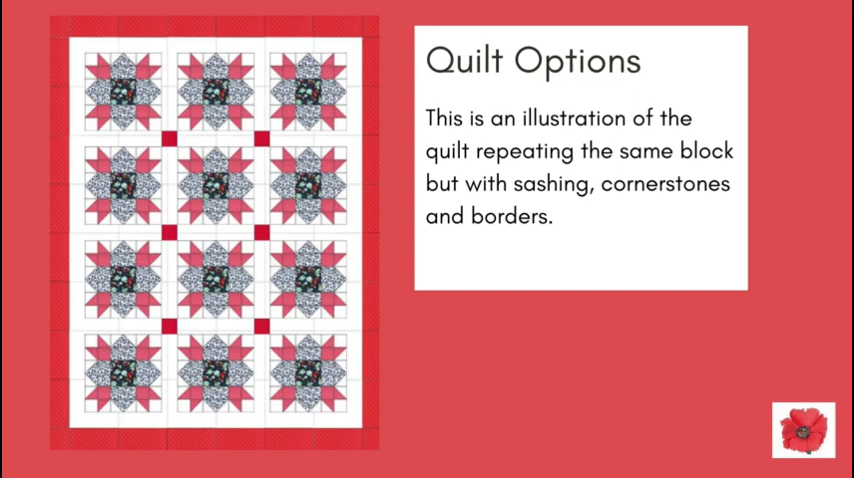 Quilt Options
This is an illustration of the
quilt repeating the same block
but with sashing, cornerstones
and borders.